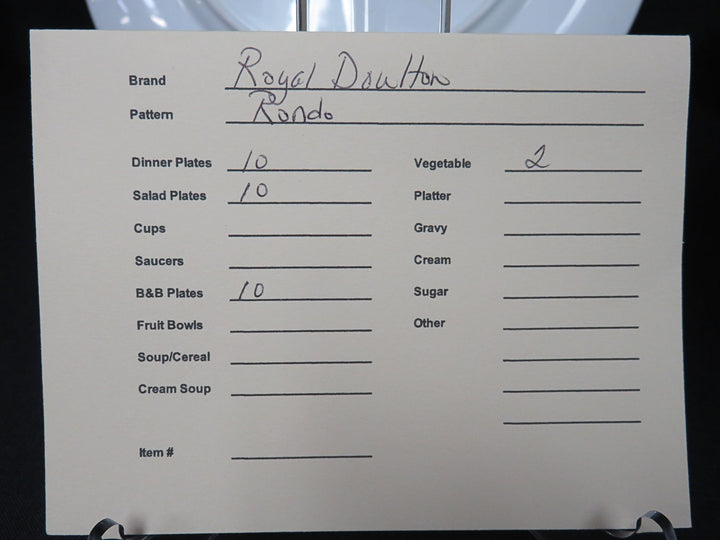 Brand Royal Doulton
Pattern Rondo
Dinner Plates 10
Salad Plates 10
Cups
Saucers
B&B Plates 10
Fruit Bowls
Soup/Cereal
Cream Soup
Item #
Vegetable 2
Platter
Gravy
Cream
Sugar
Other